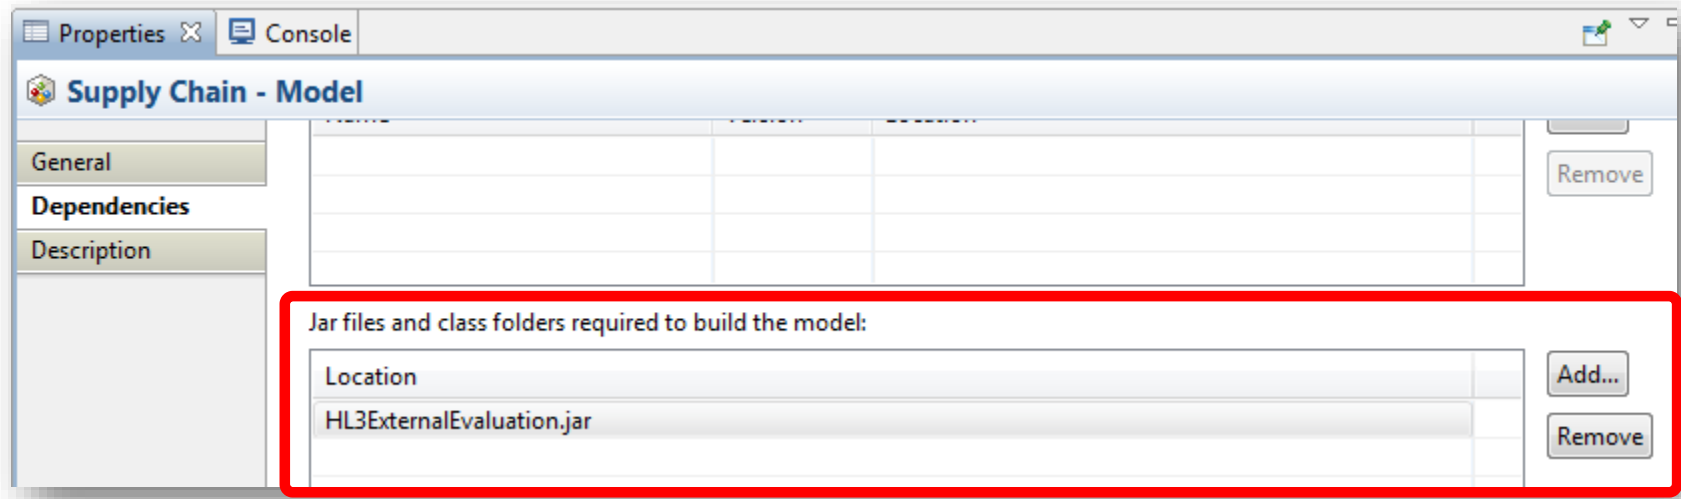 Properties Console
Supply Chain - Model
General
Remove
Dependencies
Description
Jar files and class folders required to build the model:
Location
Add...
HL3ExternalEvaluation.jar
Remove